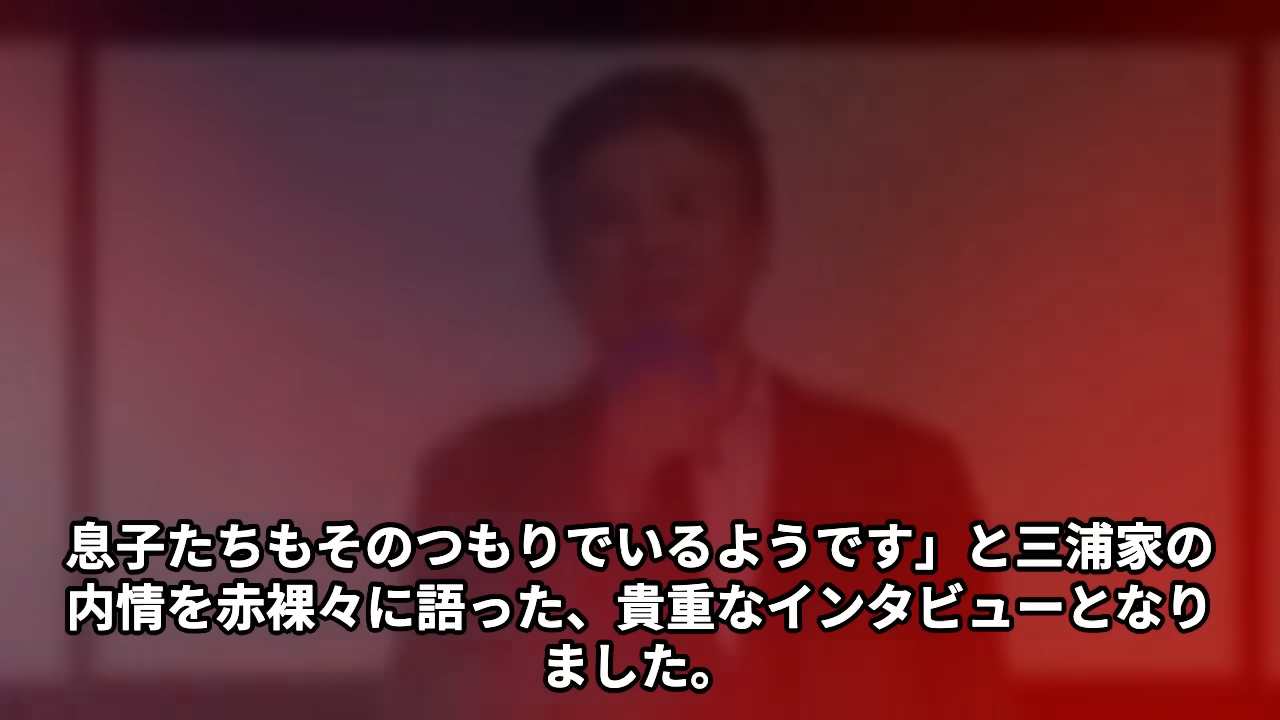 息子たちもそのつもりでいるようです」と三浦家の
内情を赤裸々に語った、貴重なインタビューとなり
ました。